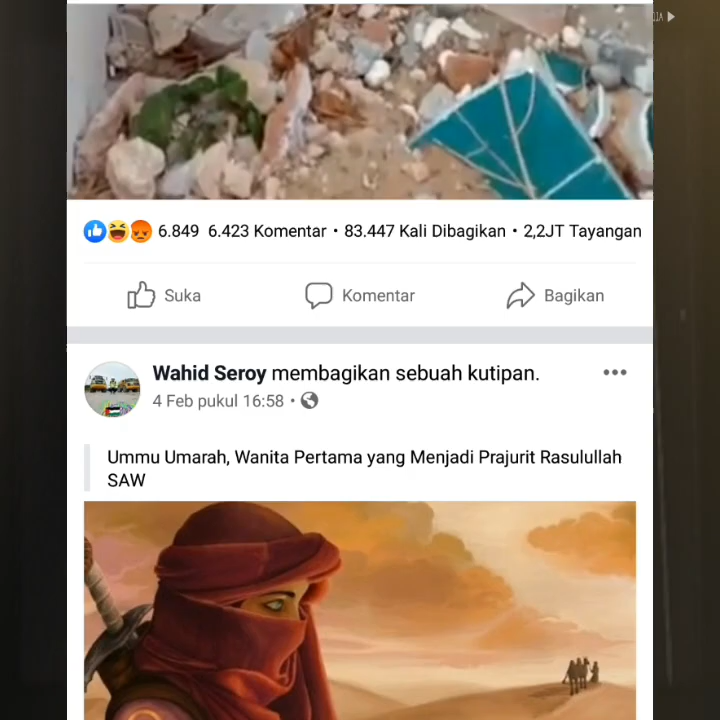 6.849 6.423 Komentar • 83.447 Kali Dibagikan • 2,2JT Tayangan
Suka Komentar Bagikan
Wahid Seroy membagikan sebuah kutipan.
4 Feb pukul 16:58 •
Ummu Umarah, Wanita Pertama yang Menjadi Prajurit Rasulullah
SAW